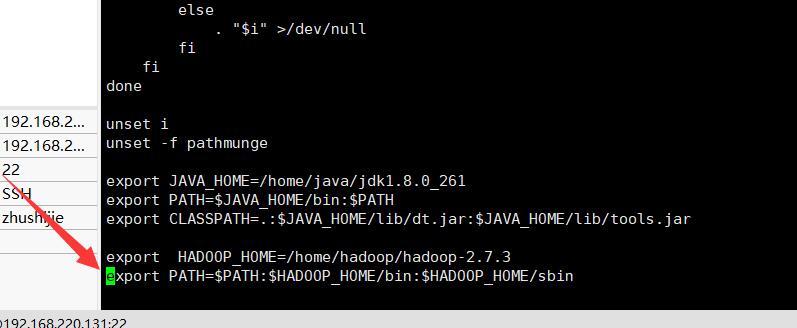 else
. "$i" >/dev/null
fi
fi
done
unset i
unset -f pathmunge
export JAVA_HOME=/home/java/jdk1.8.0_261
export PATH=$JAVA_HOME/bin:$PATH
export CLASSPATH=.:$JAVA_HOME/lib/dt.jar:$JAVA_HOME/lib/tools.jar
export  HADOOP_HOME=/home/hadoop/hadoop-2.7.3
export PATH=$PATH:$HADOOP_HOME/bin:$HADOOP_HOME/sbin
192.168.2...
192.168.2...
22
SSH
zhushijie
192.168.220.131:22